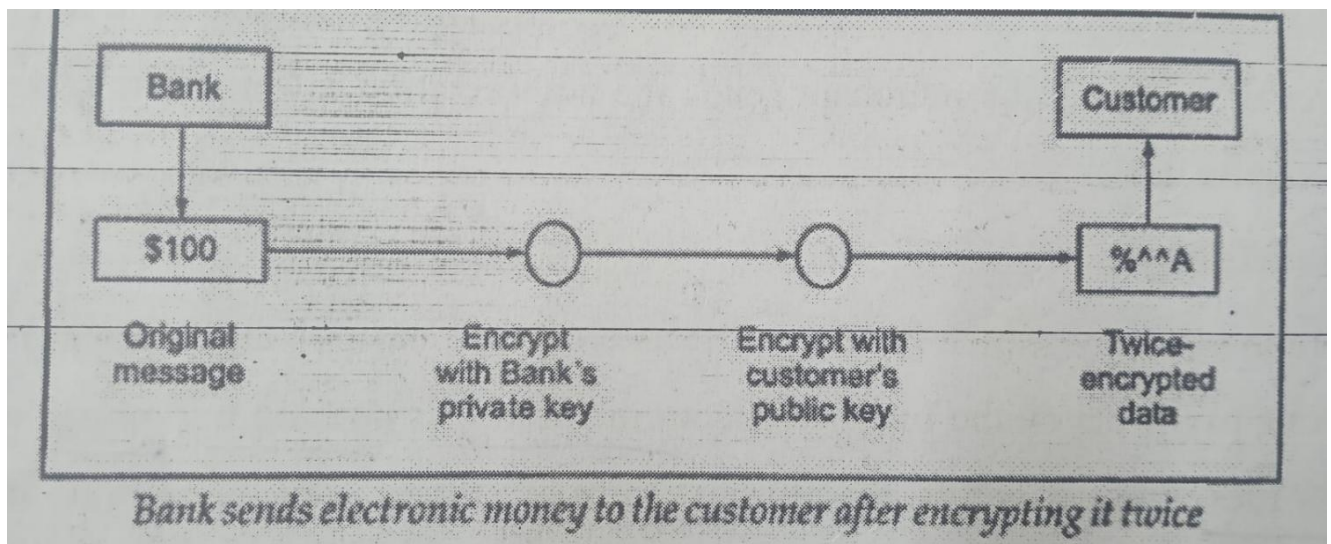 Bank
Customer
$100
%^^A
Original
message
Encrypt
with Bank's
private key
Encrypt with
customer's
public key
Twice-
encrypted
data
Bank sends electronic money to the customer after encrypting it twice